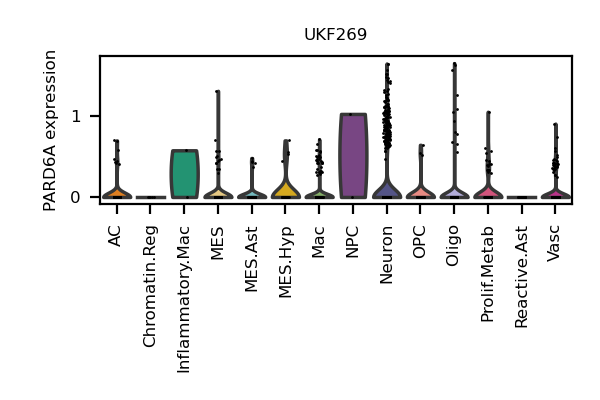 UKF269
PARD6A expression
1
0
AC
Chromatin.Reg
Inflammatory.Mac
MES
MES.Ast
MES.Hyp
Mac
NPC
Neuron
OPC
Oligo
Prolif.Metab
Reactive.Ast
Vasc